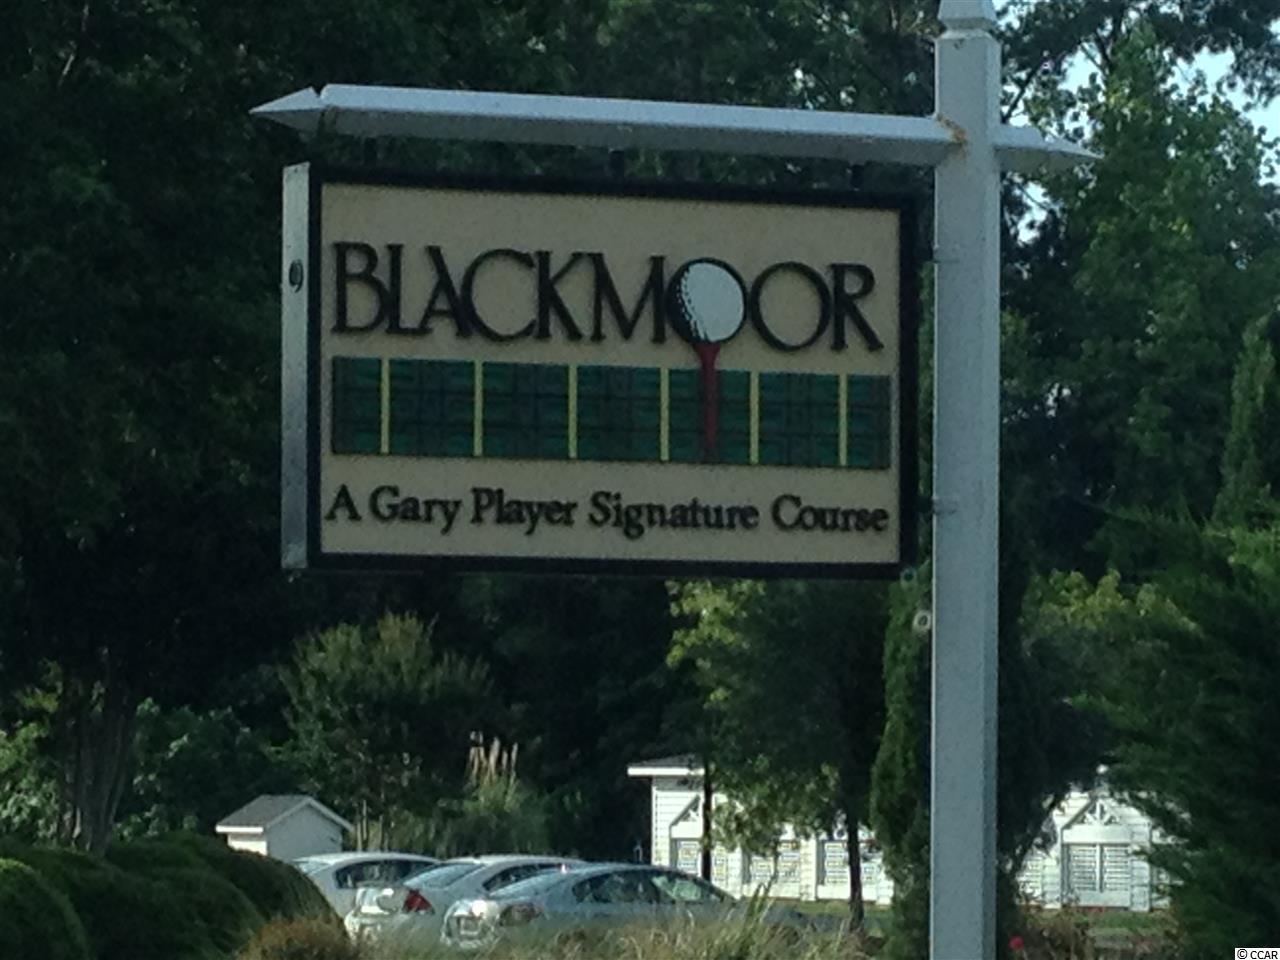 BLACKMOOR
A Gary Player Signature Course
© CCAR